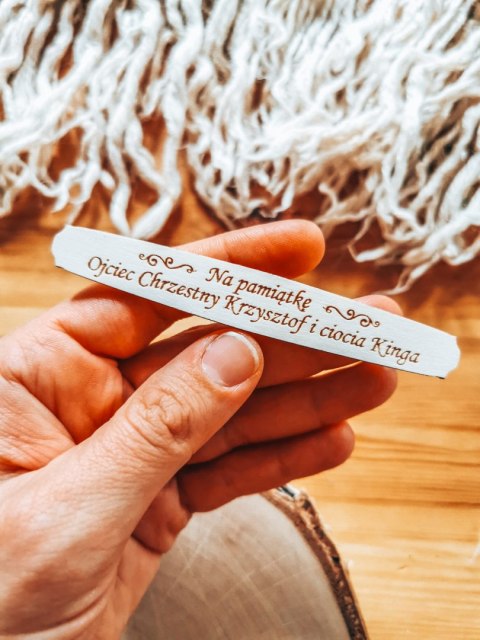 Na pamiątkę
Ojciec Chrzestny Krzysztof i ciocia Kinga